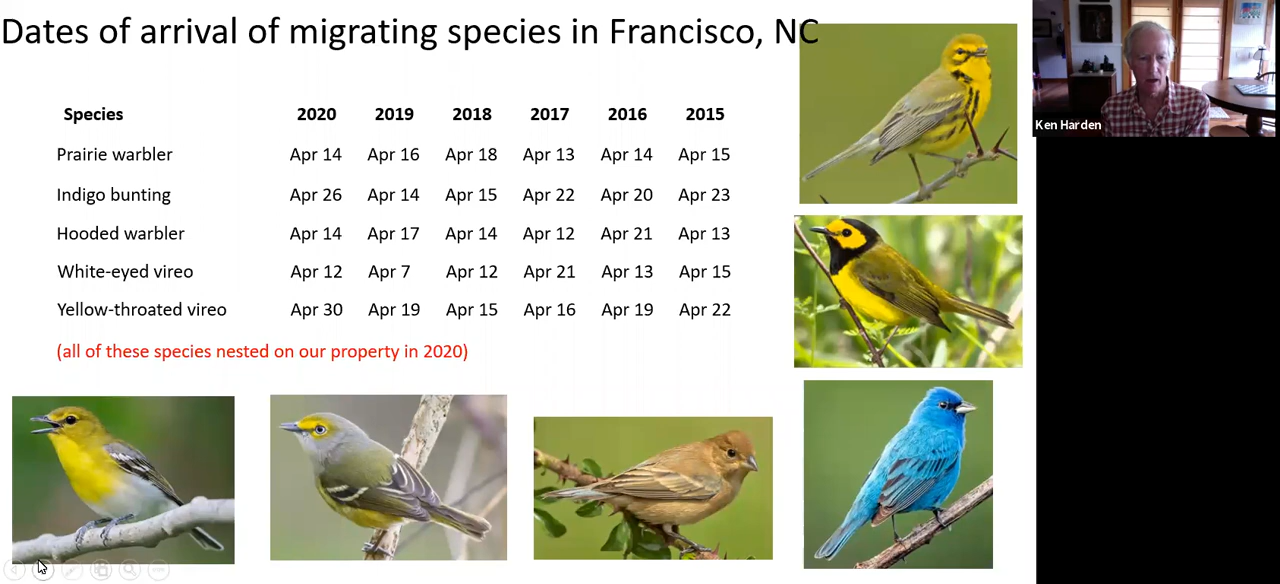 Dates of arrival of migrating species in Francisco, NC
Species 2020 2019 2018 2017 2016 2015
Prairie warbler Apr 14 Apr 16 Apr 18 Apr 13 Apr 14 Apr 15
Indigo bunting Apr 26 Apr 14 Apr 15 Apr 22 Apr 20 Apr 23
Hooded warbler Apr 14 Apr 17 Apr 14 Apr 12 Apr 21 Apr 13
White-eyed vireo Apr 12 Apr 7 Apr 12 Apr 21 Apr 13 Apr 15
Yellow-throated vireo Apr 30 Apr 19 Apr 15 Apr 16 Apr 19 Apr 22
(all of these species nested on our property in 2020)
Ken Harden